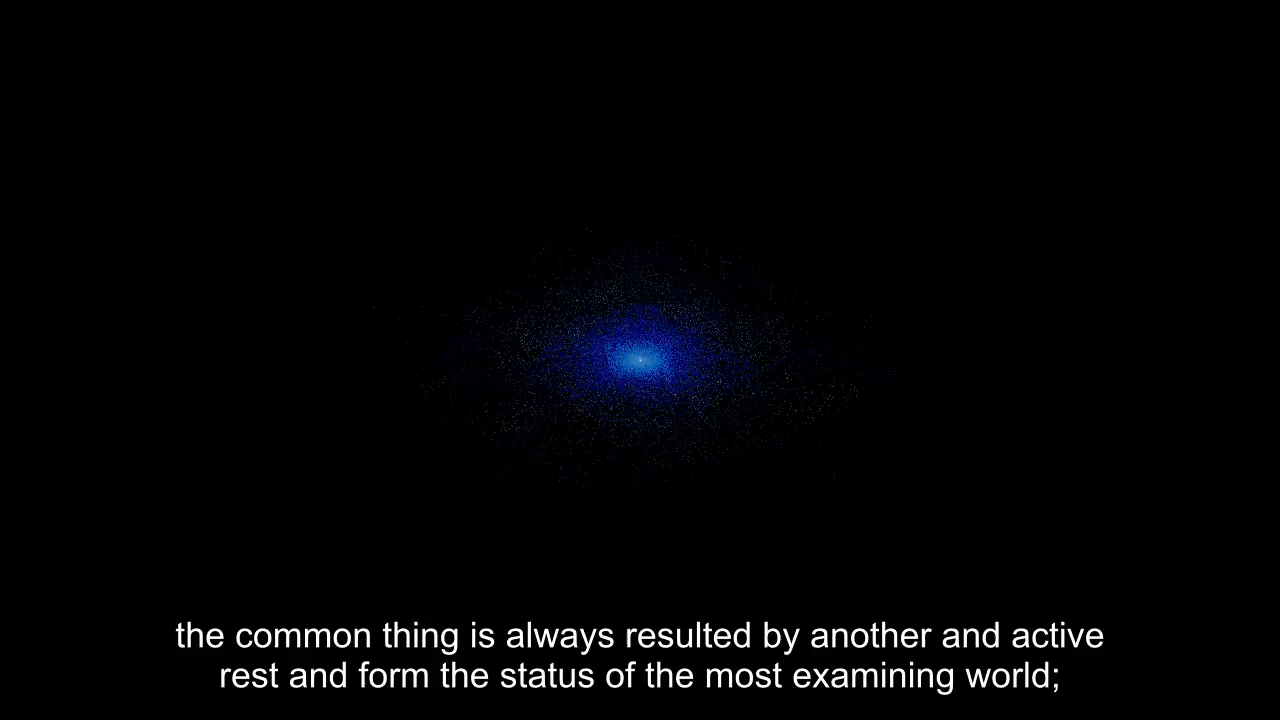 the common thing is always resulted by another and active
rest and form the status of the most examining world;